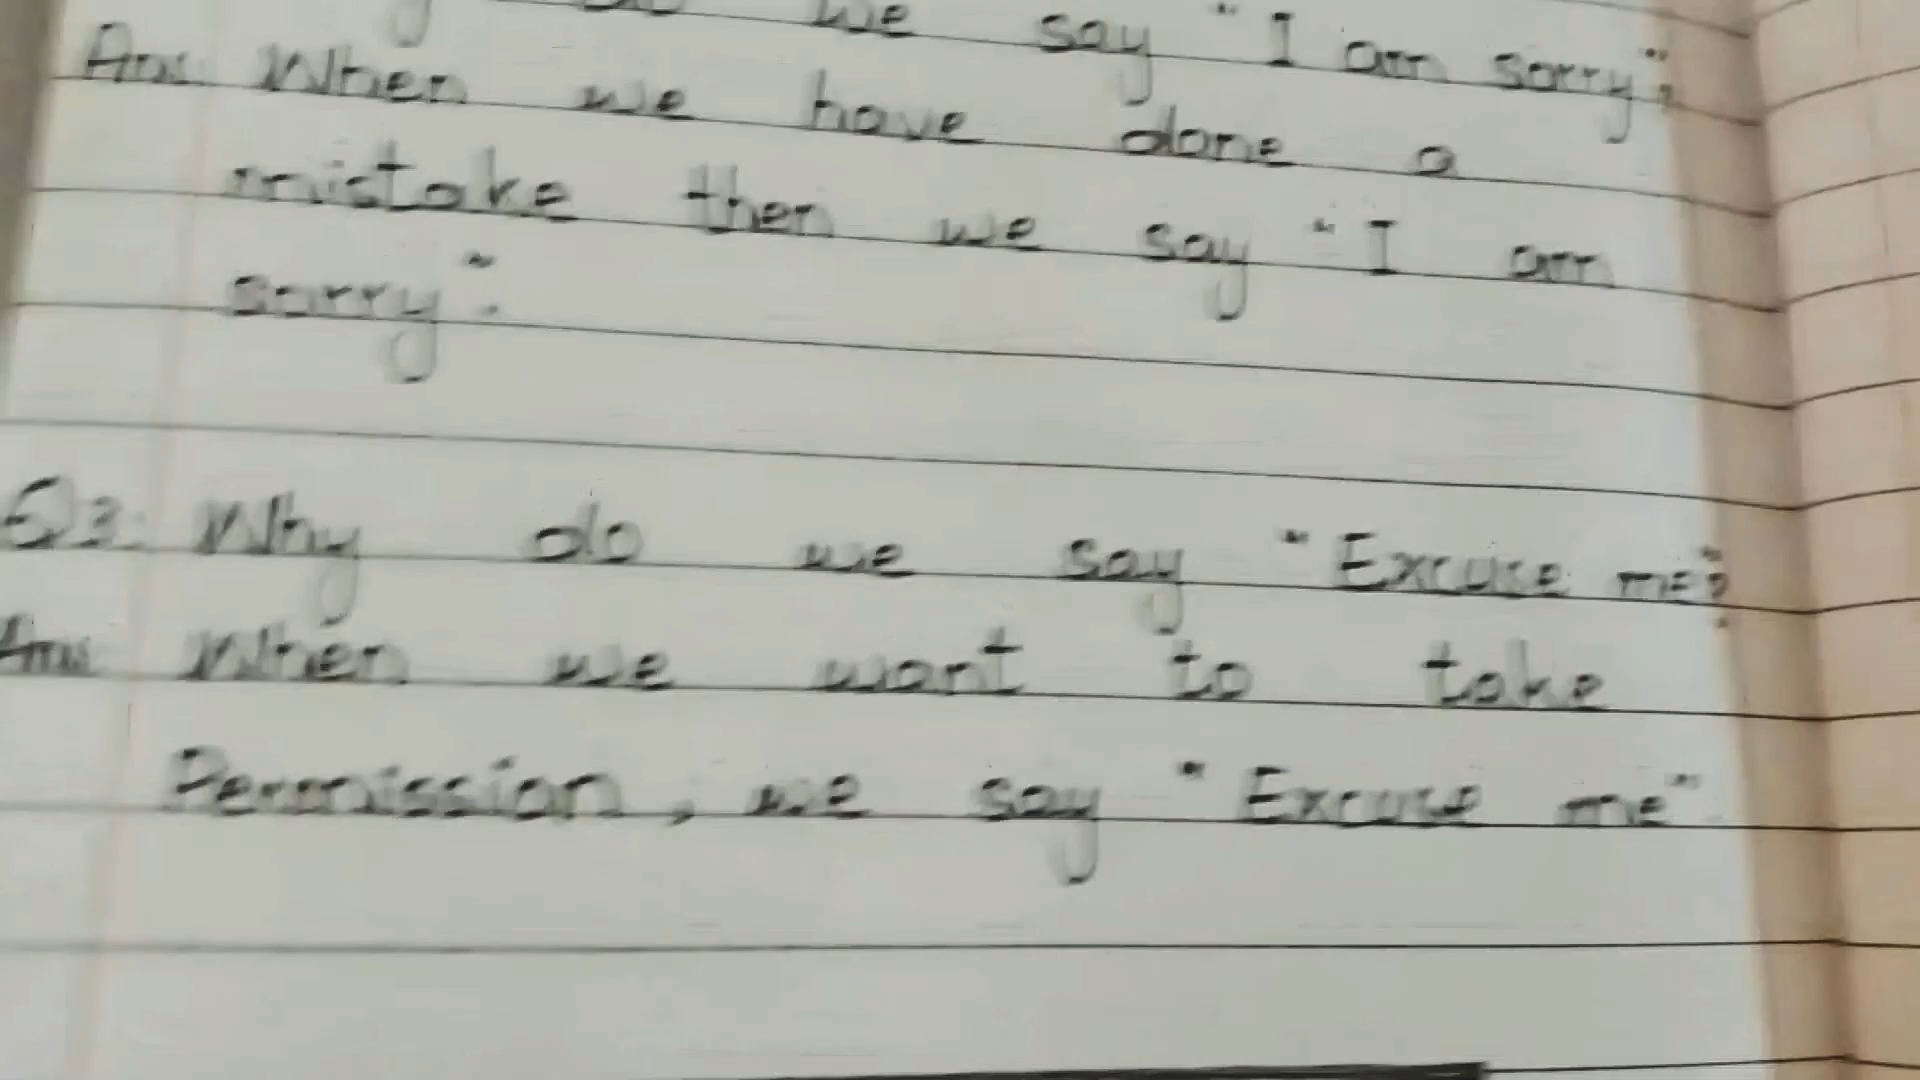 do we say "I am sorry"?
Ans. When we have done a
mistake then we say "I am
sorry".
Q3. Why do we say "Excuse me"?
Ans When we want to take
Permission, we say "Excuse me"